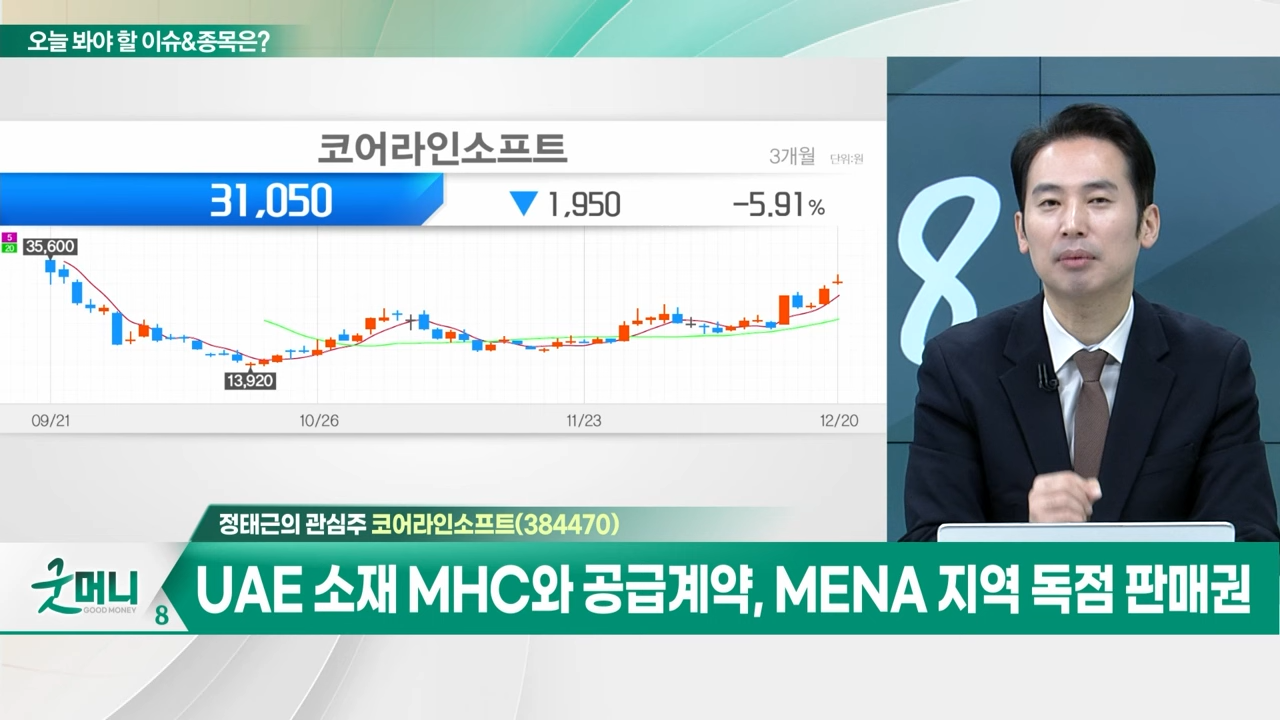 오늘 봐야 할 이슈&종목은?
코어라인소프트
3개월 단위:원
31,050 ▼ 1,950 -5.91%
5
20
35,600
13,920
09/21 10/26 11/23 12/20
8
정태근의 관심주 코어라인소프트(384470)
굿머니
GOOD MONEY
8
UAE 소재 MHC와 공급계약, MENA 지역 독점 판매권